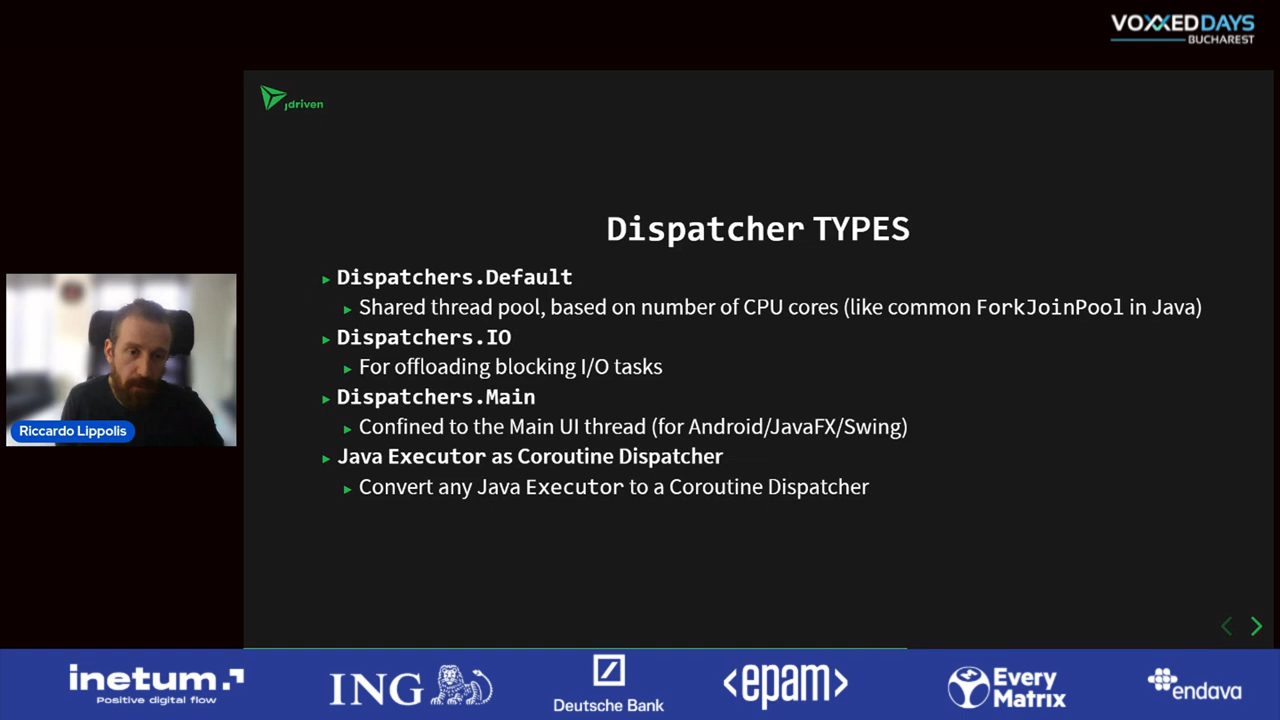 VOXXED DAYS
BUCHAREST
jdriven
Dispatcher TYPES
Dispatchers.Default
Shared thread pool, based on number of CPU cores (like common ForkJoinPool in Java)
Dispatchers.IO
For offloading blocking I/O tasks
Dispatchers.Main
Confined to the Main UI thread (for Android/JavaFX/Swing)
Java Executor as Coroutine Dispatcher
Convert any Java Executor to a Coroutine Dispatcher
Riccardo Lippolis
inetum.
Positive digital flow
ING
Deutsche Bank
<epam>
Every
Matrix
endava